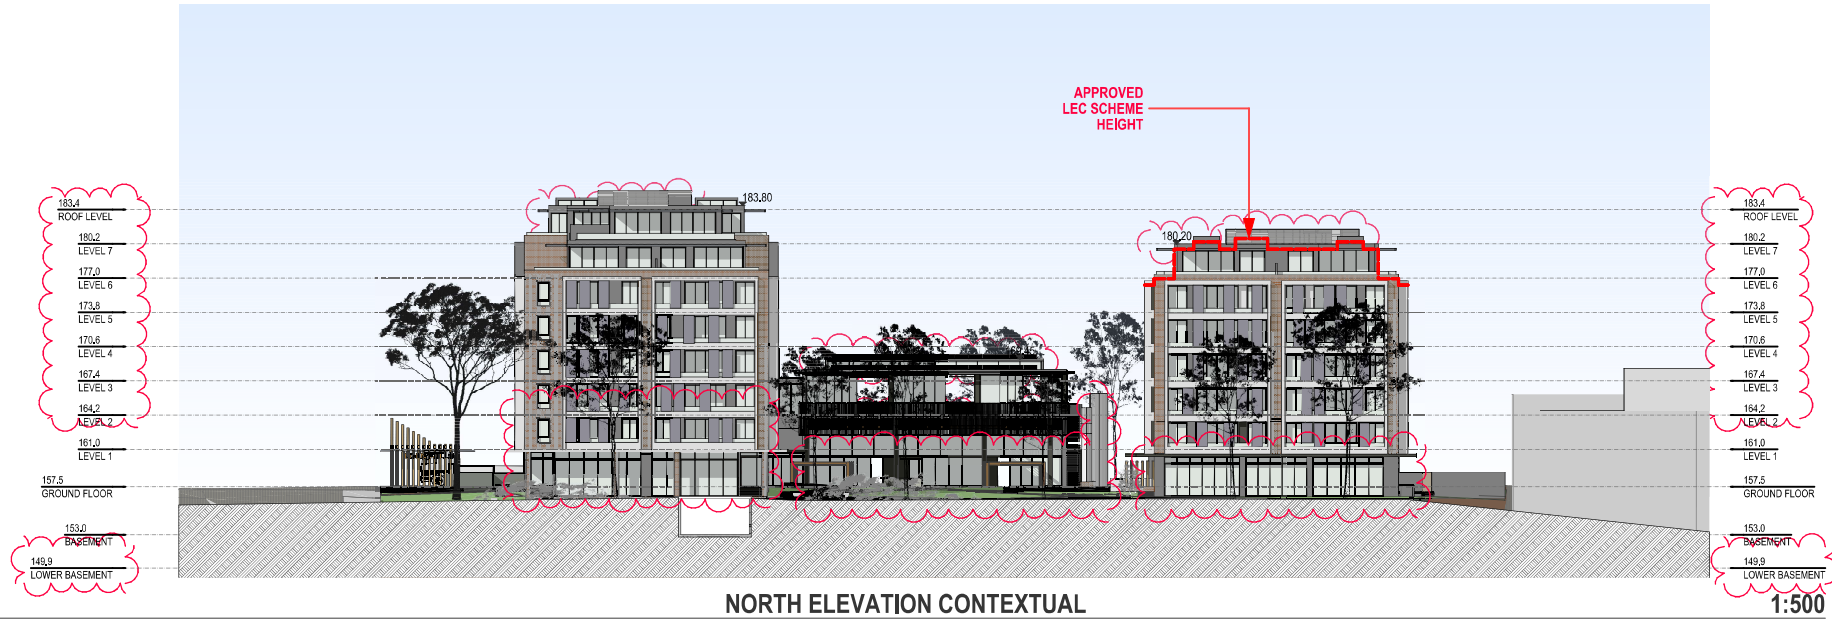 APPROVED
LEC SCHEME
HEIGHT
183.4
ROOF LEVEL
180.2
LEVEL 7
177.0
LEVEL 6
173.8
LEVEL 5
170.6
LEVEL 4
167.4
LEVEL 3
164.2
LEVEL 2
161.0
LEVEL 1
157.5
GROUND FLOOR
153.0
BASEMENT
149.9
LOWER BASEMENT
183.80
180.20
183.4
ROOF LEVEL
180.2
LEVEL 7
177.0
LEVEL 6
173.8
LEVEL 5
170.6
LEVEL 4
167.4
LEVEL 3
164.2
LEVEL 2
161.0
LEVEL 1
157.5
GROUND FLOOR
153.0
BASEMENT
149.9
LOWER BASEMENT
NORTH ELEVATION CONTEXTUAL
1:500